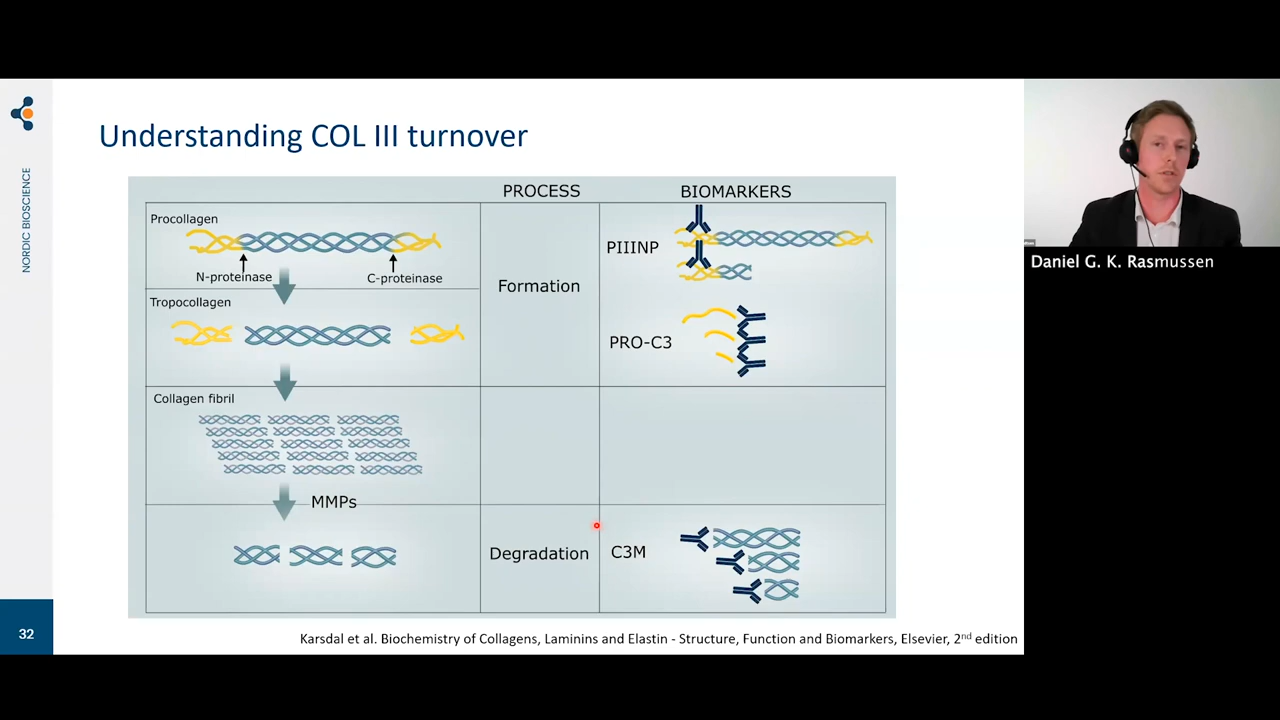 Understanding COL III turnover
NORDIC BIOSCIENCE
PROCESS
BIOMARKERS
Procollagen
N-proteinase
C-proteinase
Formation
PIIINP
Tropocollagen
PRO-C3
Collagen fibril
MMPs
Degradation
C3M
32
Karsdal et al. Biochemistry of Collagens, Laminins and Elastin - Structure, Function and Biomarkers, Elsevier, 2nd edition
Daniel G. K. Rasmussen